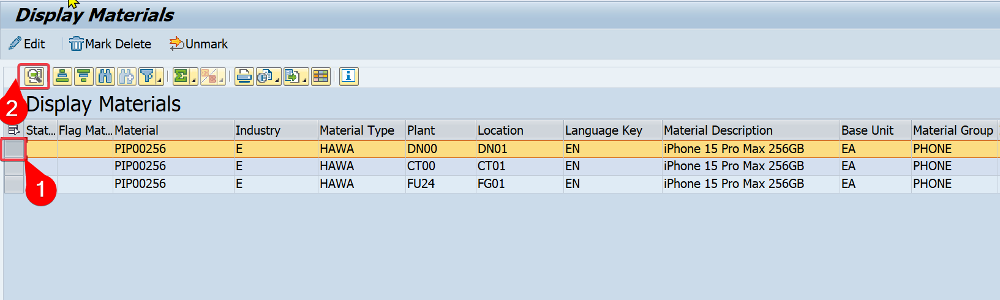 Display Materials
Edit Mark Delete Unmark
2
Display Materials
Stat... Flag Mat... Material Industry Material Type Plant Location Language Key Material Description Base Unit Material Group
PIP00256 E HAWA DN00 DN01 EN iPhone 15 Pro Max 256GB EA PHONE
PIP00256 E HAWA CT00 CT01 EN iPhone 15 Pro Max 256GB EA PHONE
PIP00256 E HAWA FU24 FG01 EN iPhone 15 Pro Max 256GB EA PHONE
1